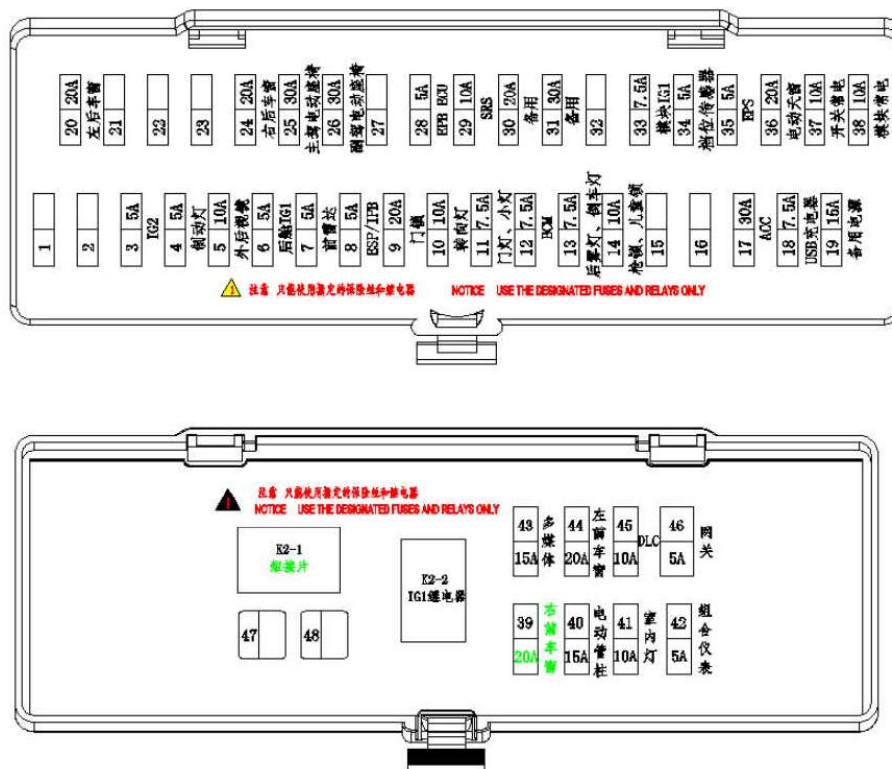 20 20A
左后车窗
21
22
23
24 20A
右后车窗
25 30A
主驾电动座椅
26 30A
副驾电动座椅
27
28 5A
EPB ECU
29 10A
SRS
30 20A
备用
31 30A
备用
32
33 7.5A
模块IG1
34 5A
档位传感器
35 5A
EPS
36 20A
电动天窗
37 10A
开关常电
38 10A
模块常电
1
2
3 5A
IG2
4 5A
制动灯
5 10A
外后视镜
6 5A
后舱IG1
7 5A
前雷达
8 5A
ESP/IPB
9 20A
门锁
10 10A
转向灯
11 7.5A
门灯、小灯
12 7.5A
BCM
13 7.5A
后雾灯、倒车灯
14 10A
枪锁、儿童锁
15
16
17 30A
ACC
18 7.5A
USB充电器
19 15A
备用电源
注意 只能使用指定的保险丝和继电器 NOTICE USE THE DESIGNATED FUSES AND RELAYS ONLY
注意 只能使用指定的保险丝和继电器
NOTICE USE THE DESIGNATED FUSES AND RELAYS ONLY
K2-1
短接片
K2-2
IG1继电器
47
48
43 15A
多媒体
44 20A
左前车窗
45 10A
DLC
46 5A
网关
39 20A
右前车窗
40 15A
电动管柱
41 10A
室内灯
42 5A
组合仪表